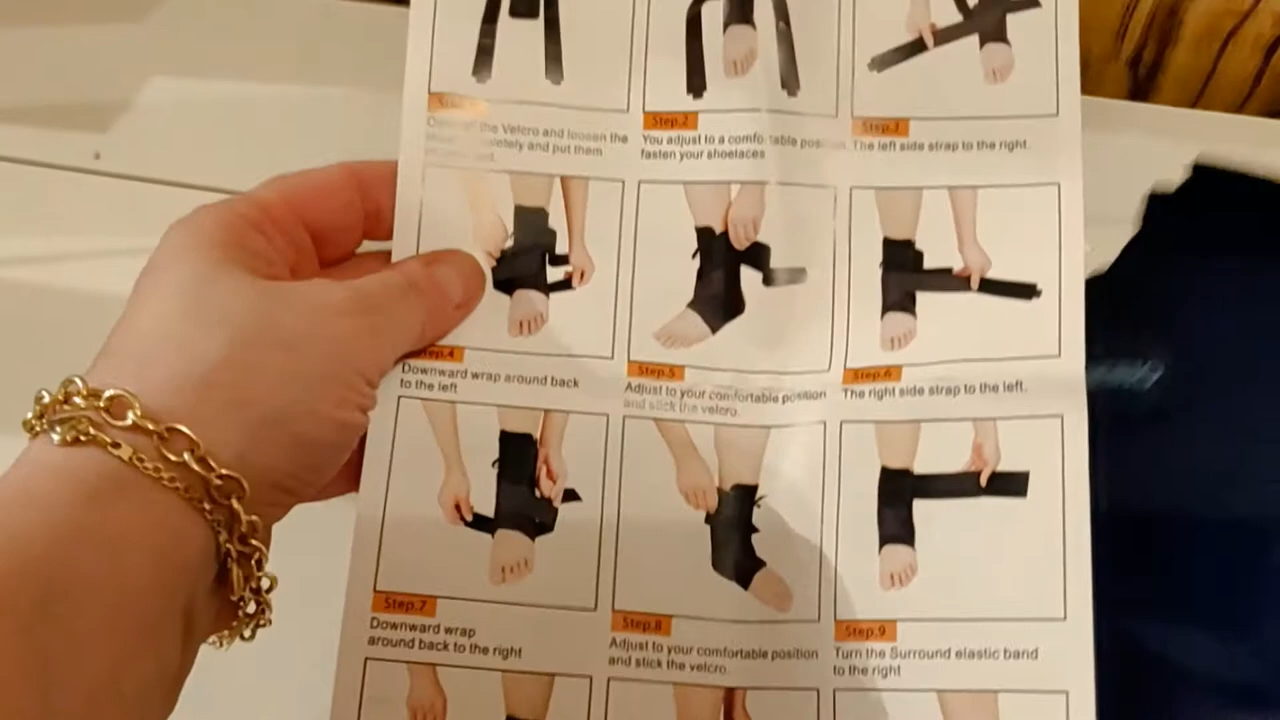 the Velcro and loosen the
and put them
Step.2
You adjust to a comfo table
fasten your shoelaces
Step.3
The left side strap to the right.
Step.4
Downward wrap around back
to the left
Step.5
Adjust to your comfortable position
and stick the velcro.
Step.6
The right side strap to the left.
Step.7
Downward wrap
around back to the right
Step.8
Adjust to your comfortable position
and stick the velcro.
Step.9
Turn the Surround elastic band
to the right